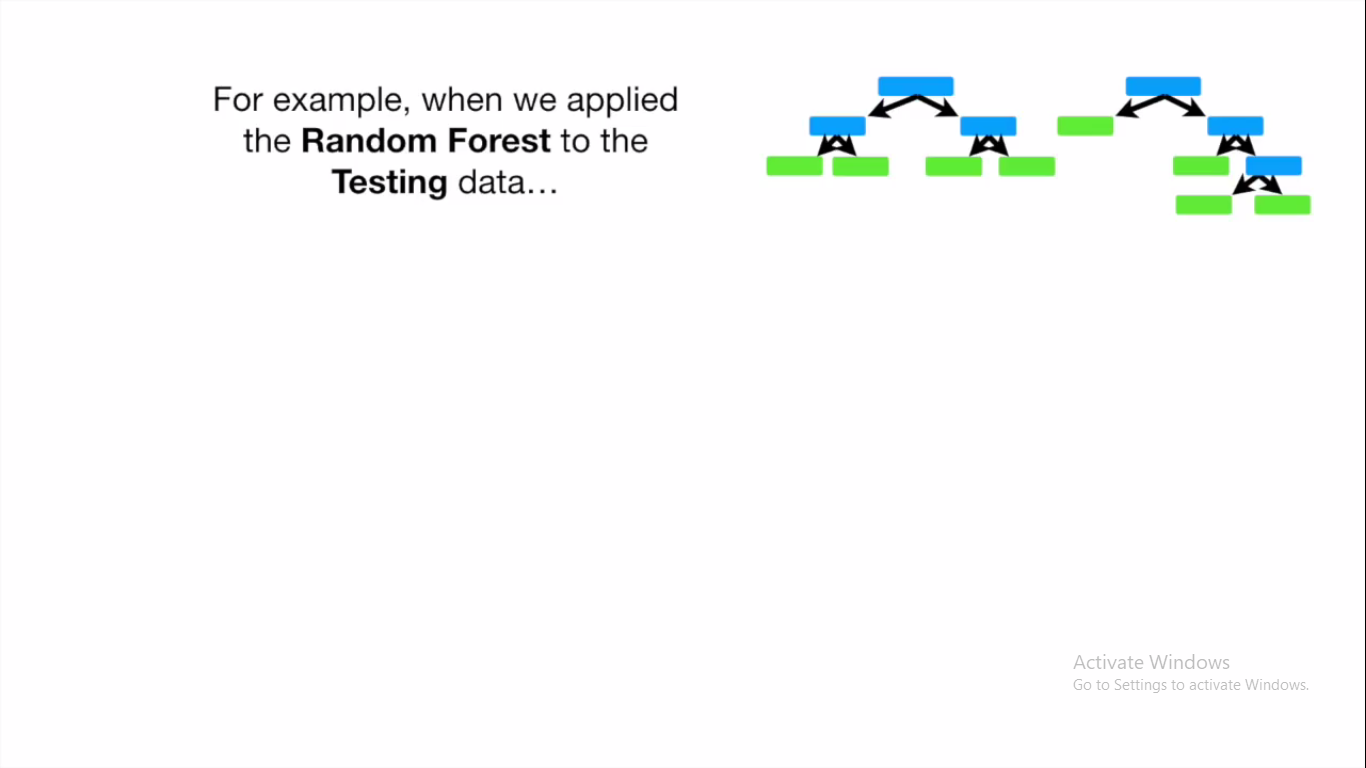 For example, when we applied
the Random Forest to the
Testing data…
Activate Windows
Go to Settings to activate Windows.